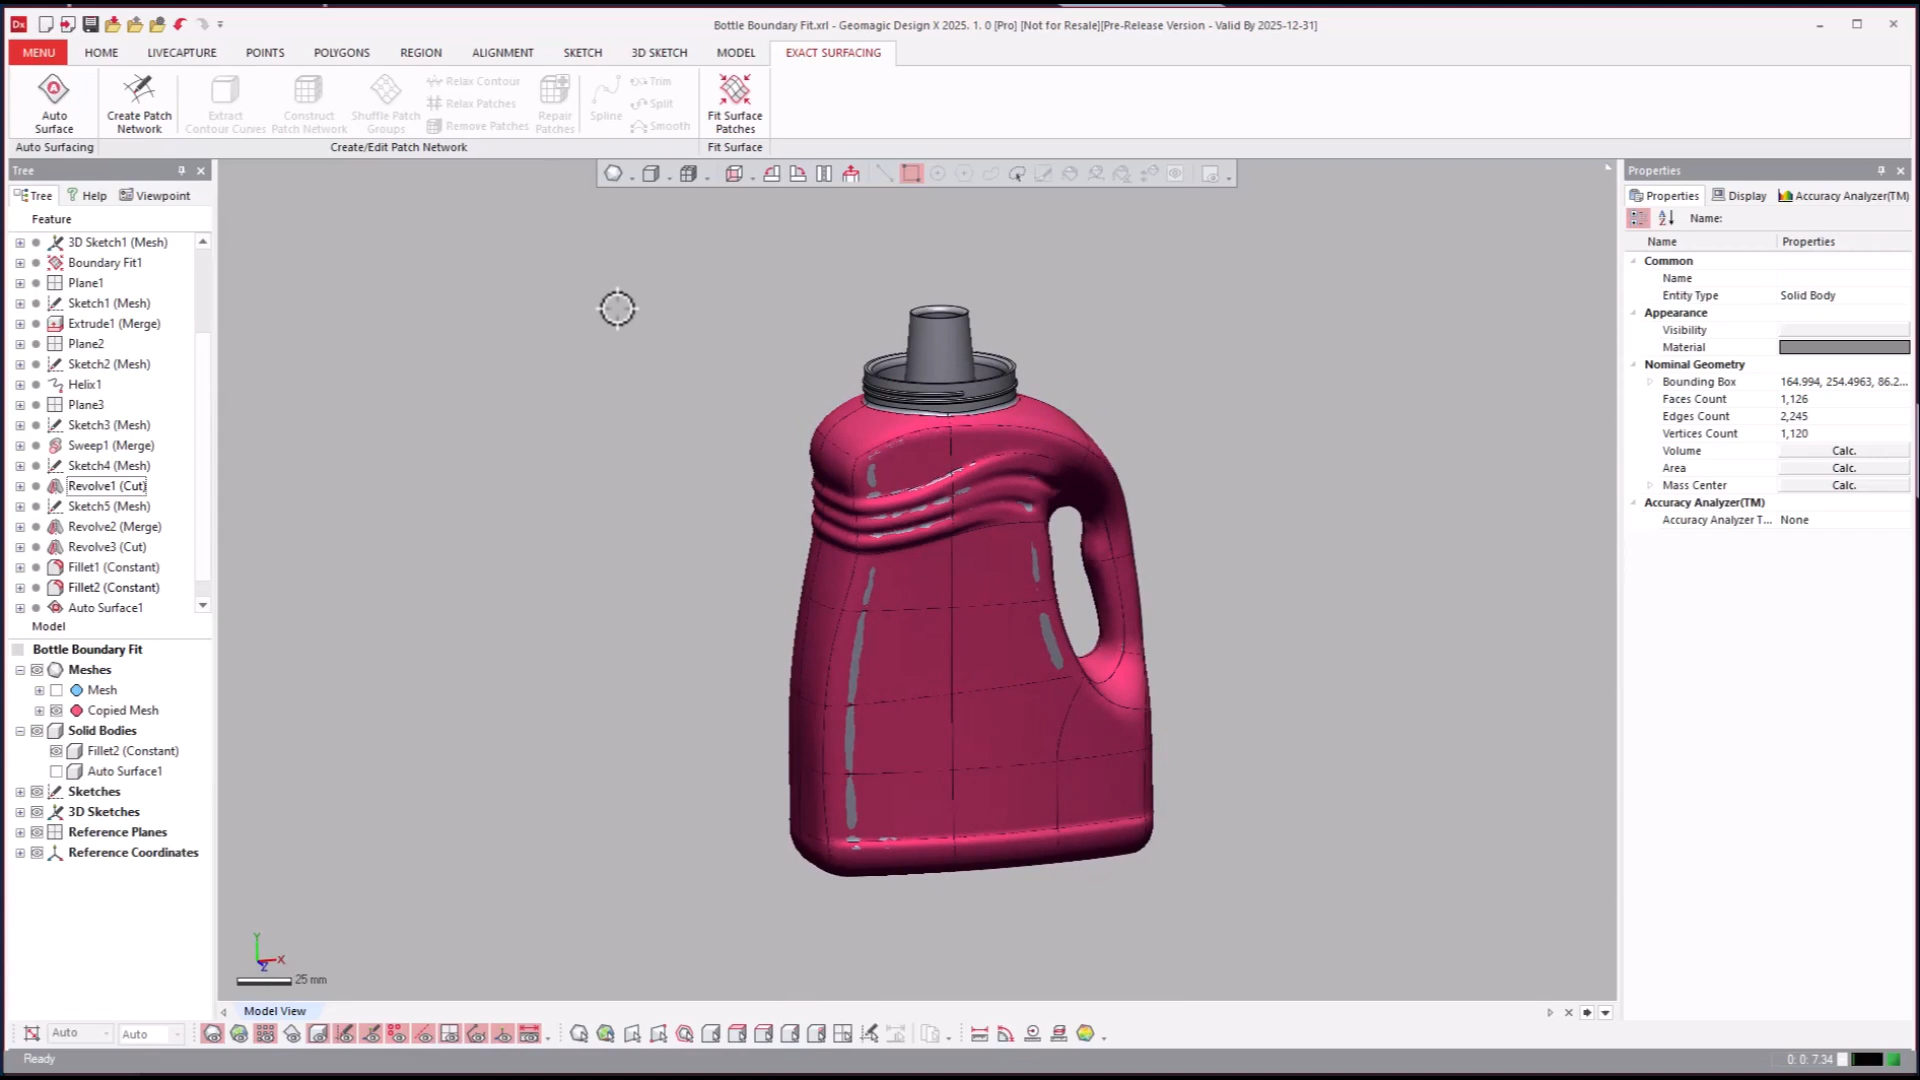 Dx
Bottle Boundary Fit.xrl - Geomagic Design X 2025. 1. 0 [Pro] [Not for Resale][Pre-Release Version - Valid By 2025-12-31]
MENU HOME LIVECAPTURE POINTS POLYGONS REGION ALIGNMENT SKETCH 3D SKETCH MODEL EXACT SURFACING
Auto Surface
Create Patch Network
Extract Contour Curves
Construct Patch Network
Shuffle Patch Groups
Relax Contour
Relax Patches
Remove Patches
Repair Patches
Spline
Trim
Split
Smooth
Fit Surface Patches
Auto Surfacing Create/Edit Patch Network Fit Surface
Tree
Tree Help Viewpoint
Feature
3D Sketch1 (Mesh)
Boundary Fit1
Plane1
Sketch1 (Mesh)
Extrude1 (Merge)
Plane2
Sketch2 (Mesh)
Helix1
Plane3
Sketch3 (Mesh)
Sweep1 (Merge)
Sketch4 (Mesh)
Revolve1 (Cut)
Sketch5 (Mesh)
Revolve2 (Merge)
Revolve3 (Cut)
Fillet1 (Constant)
Fillet2 (Constant)
Auto Surface1
Model
Bottle Boundary Fit
Meshes
Mesh
Copied Mesh
Solid Bodies
Fillet2 (Constant)
Auto Surface1
Sketches
3D Sketches
Reference Planes
Reference Coordinates
Y
X
Z
25 mm
Model View
Properties
Properties Display Accuracy Analyzer(TM)
Name:
Name Properties
Common
Name
Entity Type Solid Body
Appearance
Visibility
Material
Nominal Geometry
Bounding Box 164.994, 254.4963, 86.2...
Faces Count 1,126
Edges Count 2,245
Vertices Count 1,120
Volume Calc.
Area Calc.
Mass Center Calc.
Accuracy Analyzer(TM)
Accuracy Analyzer T... None
Auto Auto
Ready
0: 0: 7.34